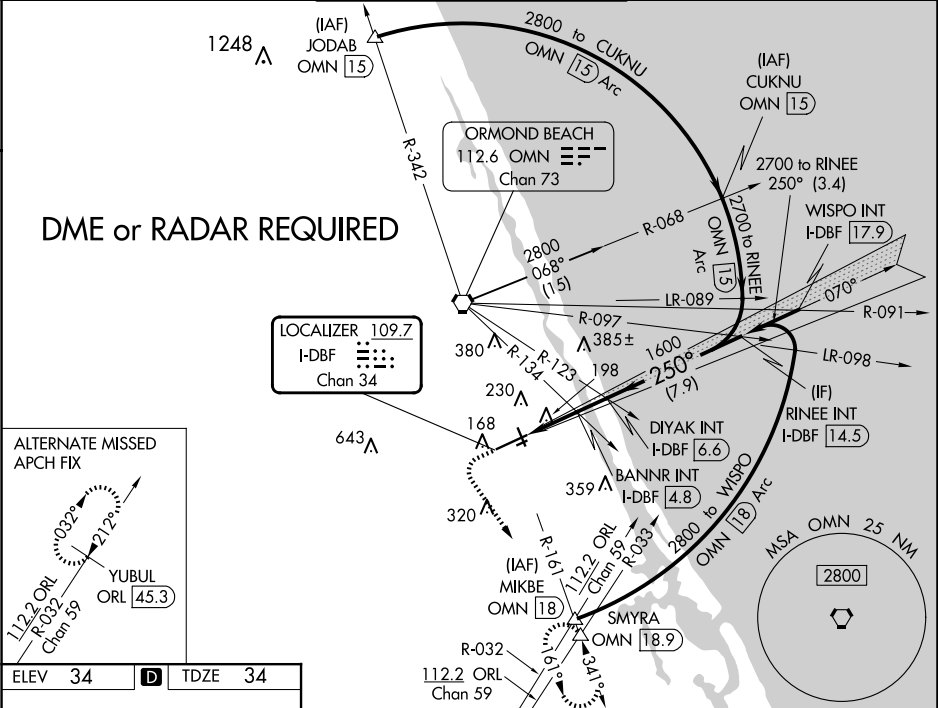 (IAF)
JODAB
OMN 15
1248
2800 to CUKNU
OMN 15 Arc
(IAF)
CUKNU
OMN 15
R-342
ORMOND BEACH
112.6 OMN
Chan 73
2700 to RINEE
250° (3.4)
WISPO INT
I-DBF 17.9
DME or RADAR REQUIRED
R-068
2700 to RINEE
OMN 15
Arc
2800
068°
(15)
LR-089
070°
R-091
R-097
LOCALIZER 109.7
I-DBF
Chan 34
380
R-134
R-123
385±
198
1600
250°
(7.9)
LR-098
(IF)
RINEE INT
I-DBF 14.5
230
168
643
DIYAK INT
I-DBF 6.6
BANNR INT
I-DBF 4.8
359
320
2800 to WISPO
OMN 18 Arc
ALTERNATE MISSED
APCH FIX
032°
212°
YUBUL
ORL 45.3
112.2 ORL
R-032
Chan 59
R-161
(IAF)
MIKBE
OMN 18
112.2 ORL
Chan 59
R-033
SMYRA
OMN 18.9
R-032
112.2 ORL
Chan 59
161°
341°
MSA OMN 25 NM
2800
ELEV 34 D TDZE 34